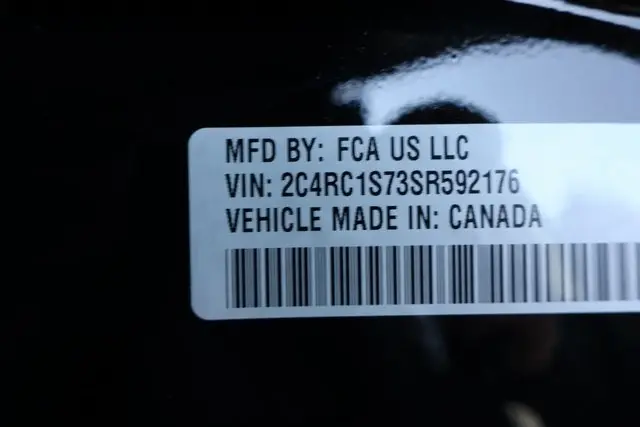 MFD BY: FCA US LLC
VIN: 2C4RC1S73SR592176
VEHICLE MADE IN: CANADA